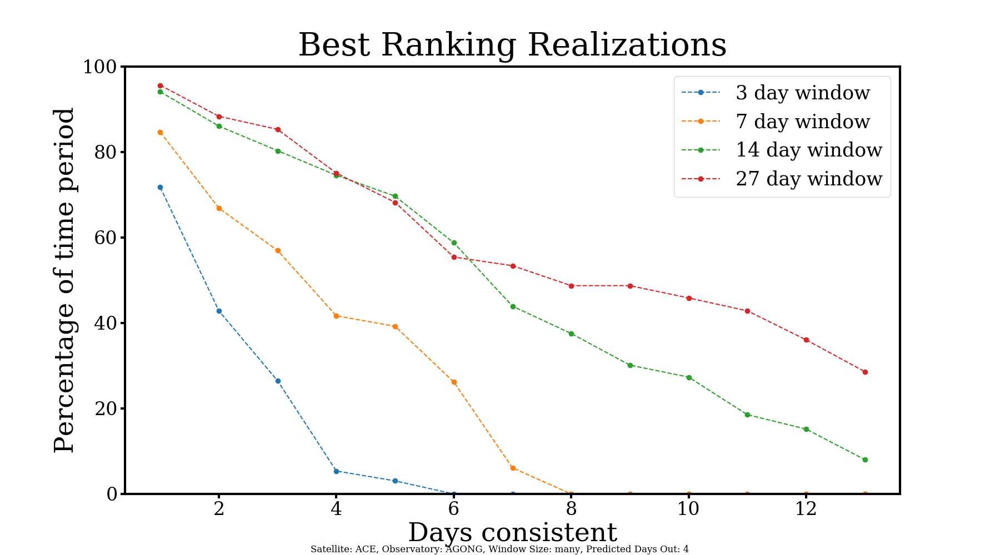 Best Ranking Realizations
100
80
60
40
20
0
Percentage of time period
3 day window
7 day window
14 day window
27 day window
2 4 6 8 10 12
Days consistent
Satellite: ACE, Observatory: AGONG, Window Size: many, Predicted Days Out: 4